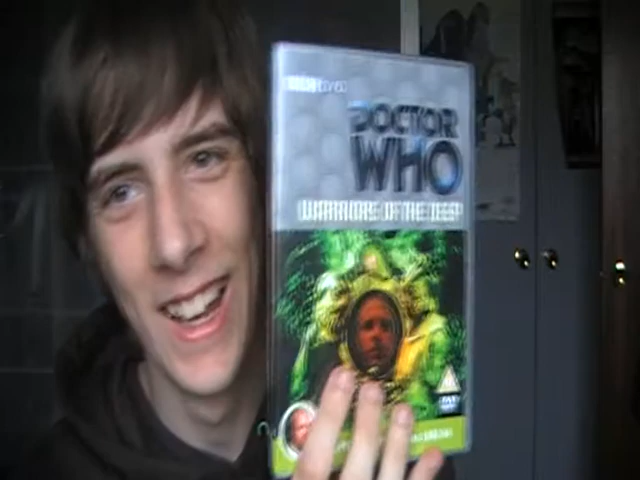 BBC DVD
DOCTOR
WHO
WARRIORS OF THE DEEP